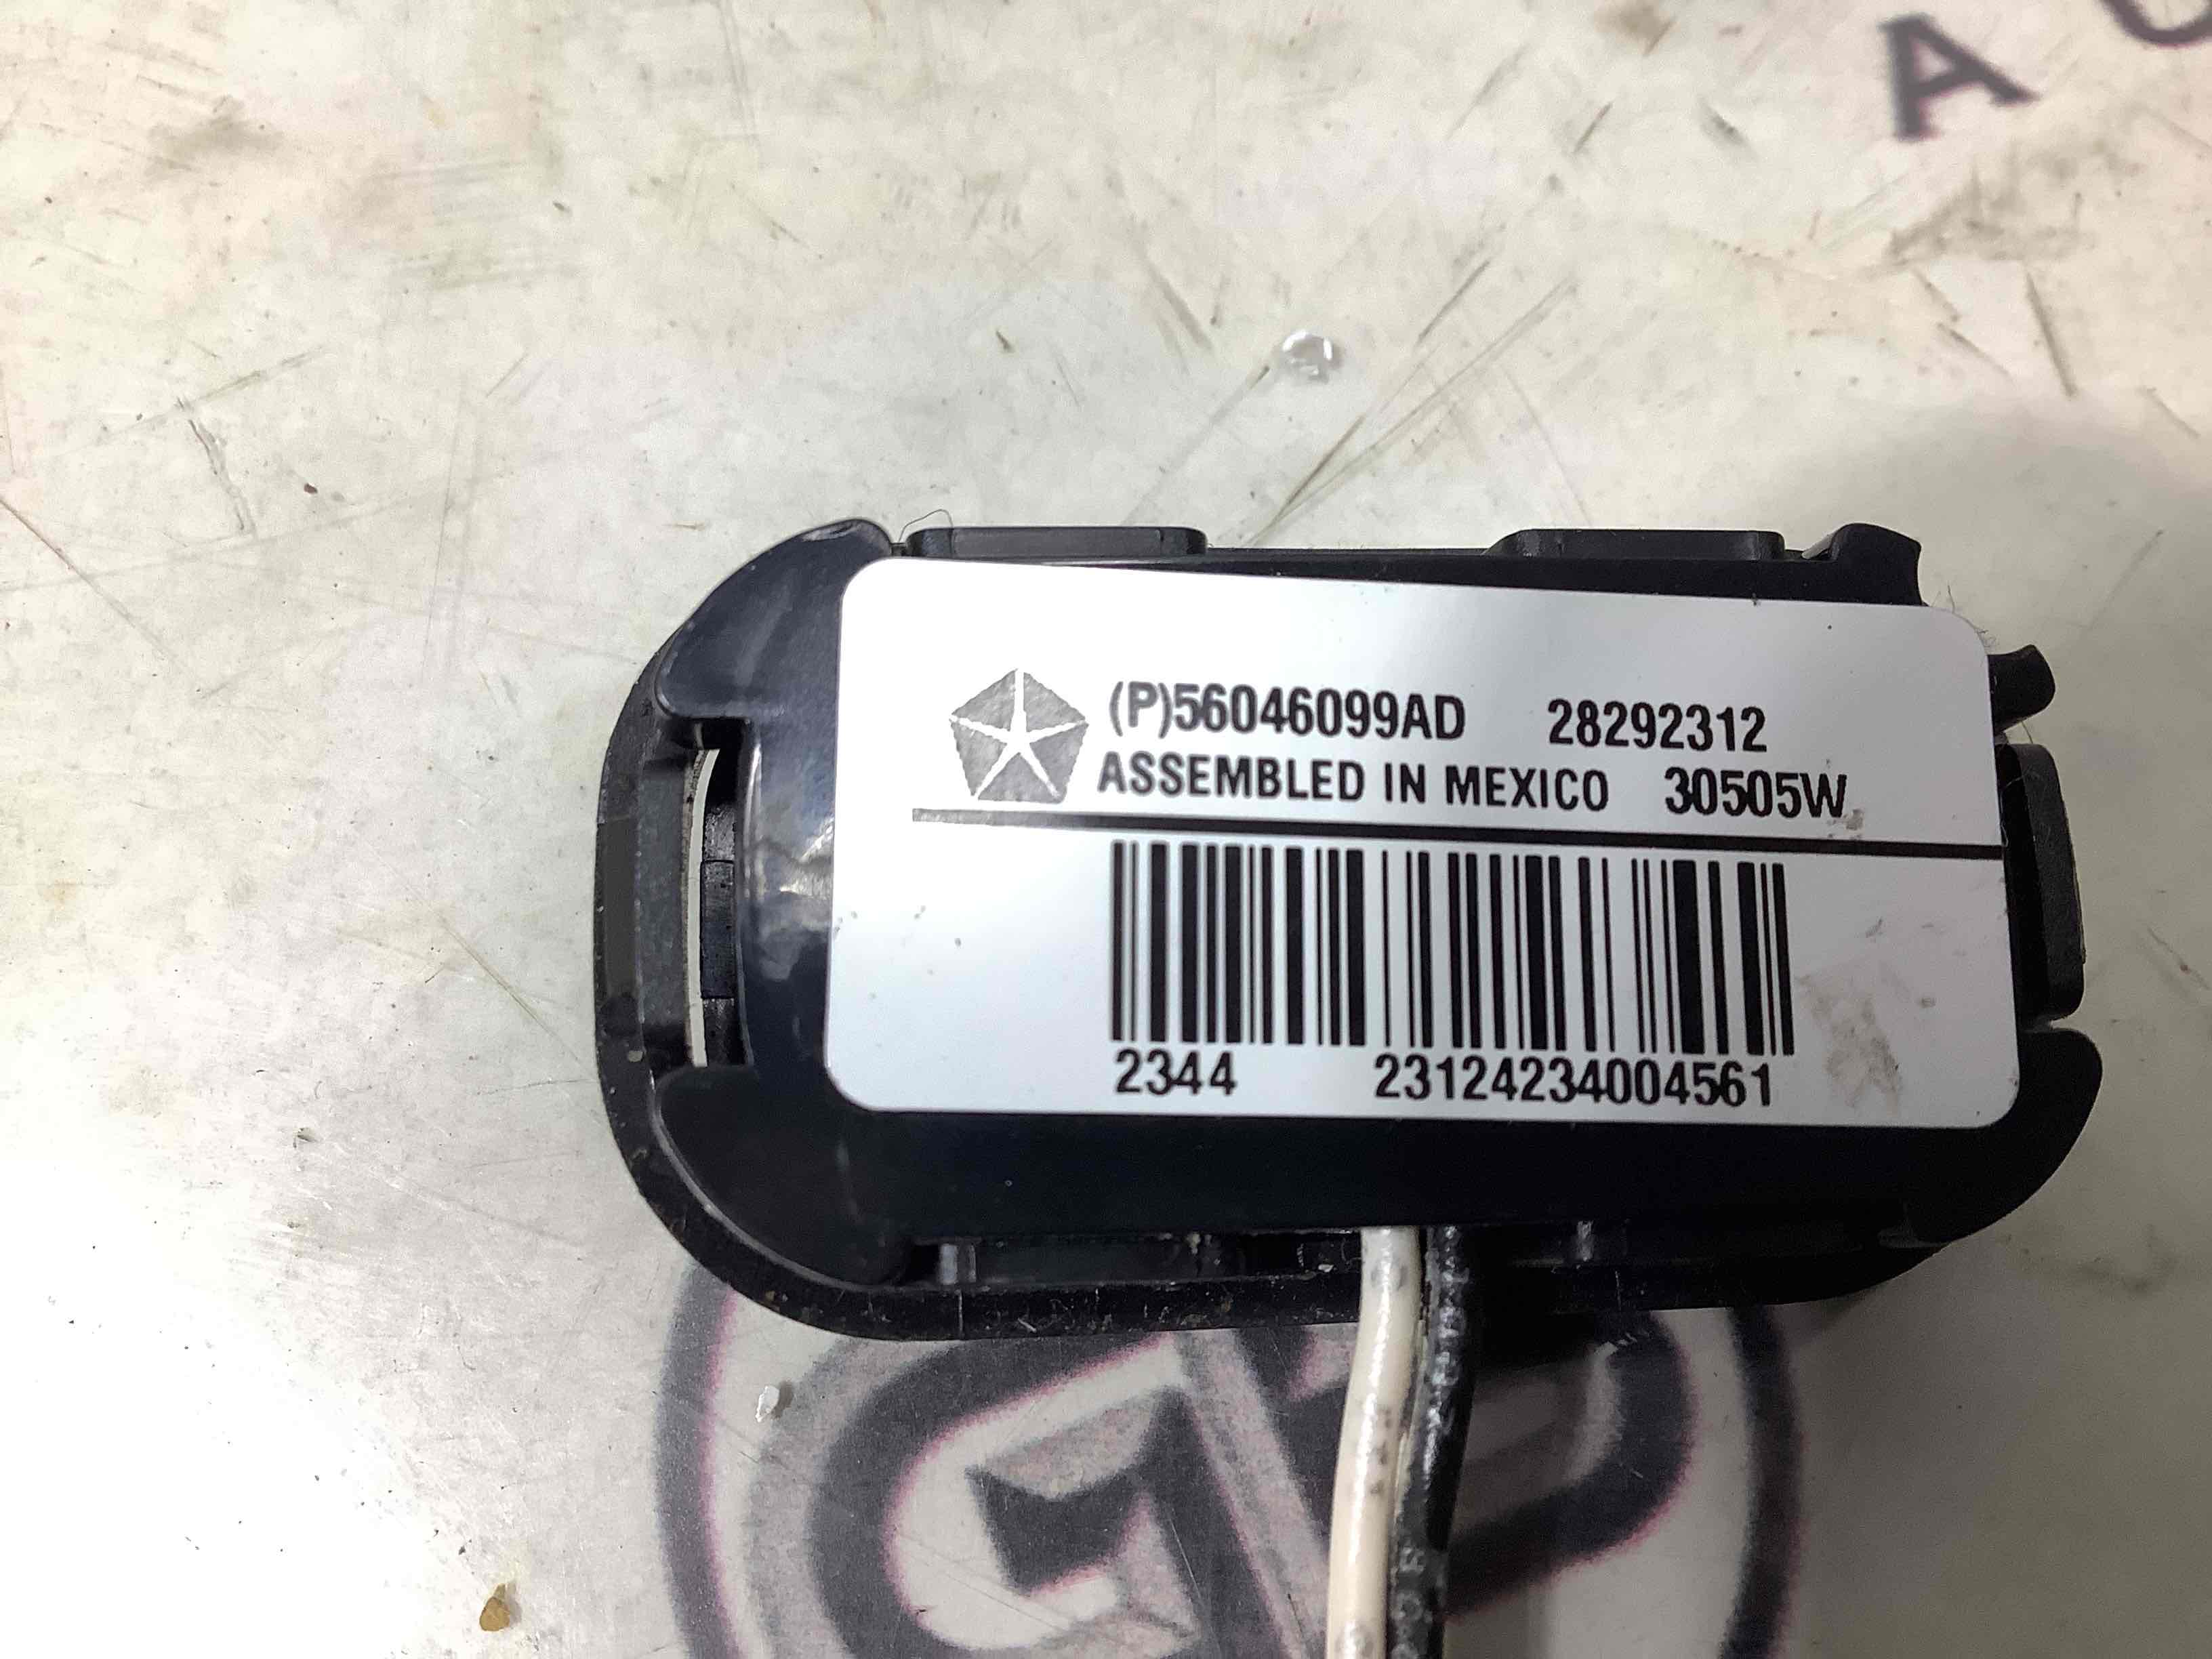 A
(P)56046099AD 28292312
ASSEMBLED IN MEXICO 30505W
2344 23124234004561